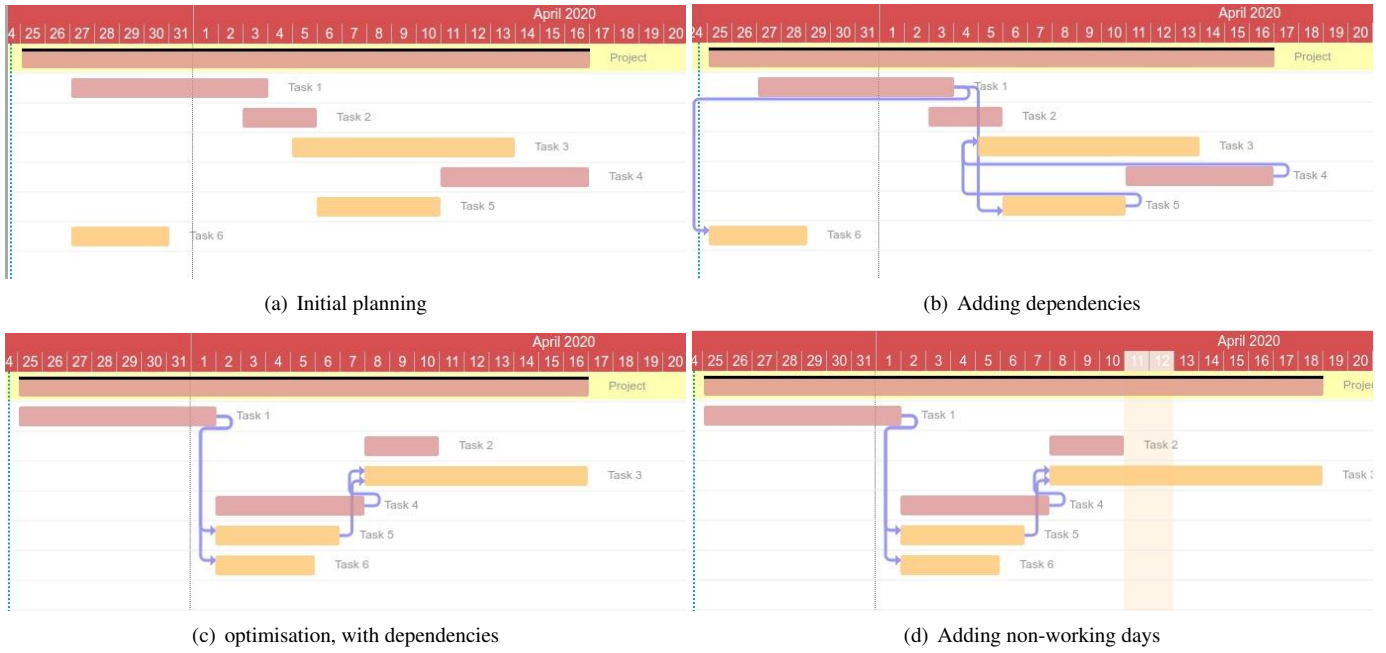 April 2020
4 25 26 27 28 29 30 31 1 2 3 4 5 6 7 8 9 10 11 12 13 14 15 16 17 18 19 20
Project
Task 1
Task 2
Task 3
Task 4
Task 5
Task 6
(a) Initial planning
April 2020
24 25 26 27 28 29 30 31 1 2 3 4 5 6 7 8 9 10 11 12 13 14 15 16 17 18 19 20
Project
Task 1
Task 2
Task 3
Task 4
Task 5
Task 6
(b) Adding dependencies
April 2020
4 25 26 27 28 29 30 31 1 2 3 4 5 6 7 8 9 10 11 12 13 14 15 16 17 18 19 20
Project
Task 1
Task 2
Task 3
Task 4
Task 5
Task 6
(c) optimisation, with dependencies
April 2020
4 25 26 27 28 29 30 31 1 2 3 4 5 6 7 8 9 10 11 12 13 14 15 16 17 18 19 20
Projec
Task 1
Task 2
Task 3
Task 4
Task 5
Task 6
(d) Adding non-working days